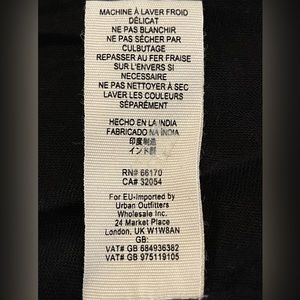 MACHINE À LAVER FROID
DÉLICAT
NE PAS BLANCHIR
NE PAS SÉCHER PAR
CULBUTAGE
REPASSER AU FER FRAISE
SUR L'ENVERS SI
NÉCESSAIRE
NE PAS NETTOYER À SEC
LAVER LES COULEURS
SÉPARÉMENT
HECHO EN LA INDIA
FABRICADO NA ÍNDIA
印度制造
インド製
RN# 66170
CA# 32054
For EU-Imported by
Urban Outfitters
Wholesale Inc.
24 Market Place
London, UK W1W8AN
GB:
VAT# GB 684936382
VAT# GB 975119105